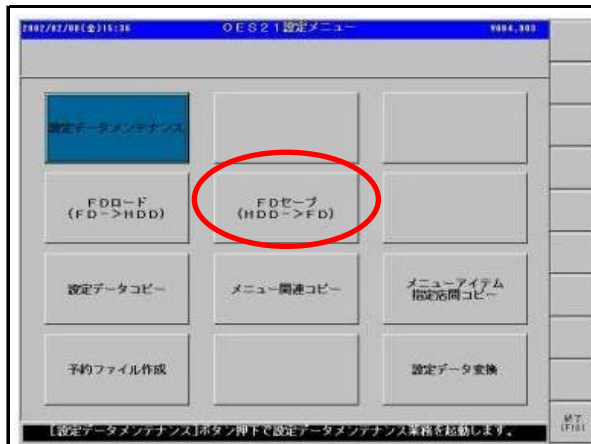 2002/02/08(金)15:36 OES21設定メニュー V004.003
設定データメンテナンス
FDロード
(FD->HDD)
FDセーブ
(HDD->FD)
設定データコピー
メニュー関連コピー
メニューアイテム
指定店間コピー
予約ファイル作成
設定データ変換
終了
(F10)
[設定データメンテナンス]ボタン押下で設定データメンテナンス業務を起動します。